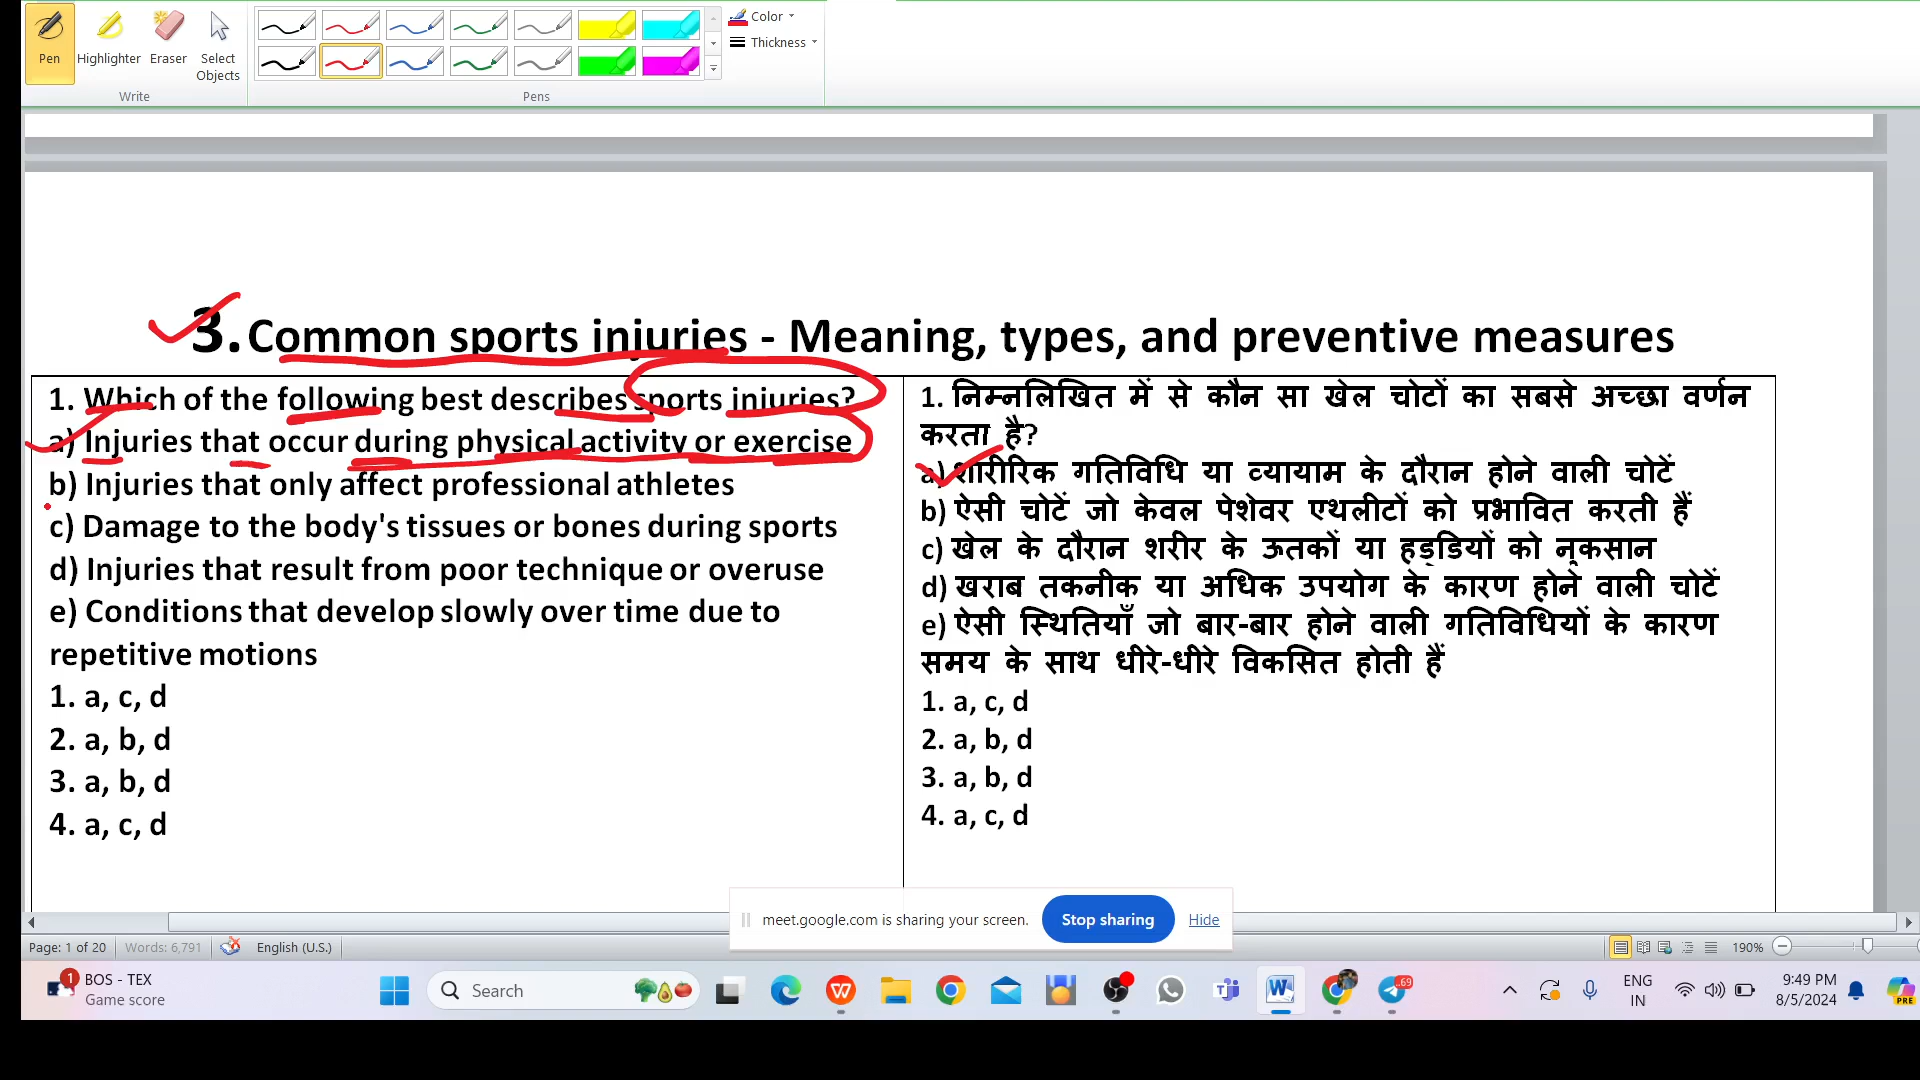 Pen
Highlighter
Eraser
Select Objects
Write
Pens
Color
Thickness
3. Common sports injuries - Meaning, types, and preventive measures
1. Which of the following best describes sports injuries?
a) Injuries that occur during physical activity or exercise
b) Injuries that only affect professional athletes
c) Damage to the body's tissues or bones during sports
d) Injuries that result from poor technique or overuse
e) Conditions that develop slowly over time due to
repetitive motions
1. a, c, d
2. a, b, d
3. a, b, d
4. a, c, d
1. निम्नलिखित में से कौन सा खेल चोटों का सबसे अच्छा वर्णन
करता है?
a) शारीरिक गतिविधि या व्यायाम के दौरान होने वाली चोटें
b) ऐसी चोटें जो केवल पेशेवर एथलीटों को प्रभावित करती हैं
c) खेल के दौरान शरीर के ऊतकों या हड्डियों को नुकसान
d) खराब तकनीक या अधिक उपयोग के कारण होने वाली चोटें
e) ऐसी स्थितियाँ जो बार-बार होने वाली गतिविधियों के कारण
समय के साथ धीरे-धीरे विकसित होती हैं
1. a, c, d
2. a, b, d
3. a, b, d
4. a, c, d
meet.google.com is sharing your screen.
Stop sharing
Hide
Page: 1 of 20
Words: 6,791
English (U.S.)
190%
1
BOS - TEX
Game score
Search
69
ENG
IN
9:49 PM
8/5/2024
PRE